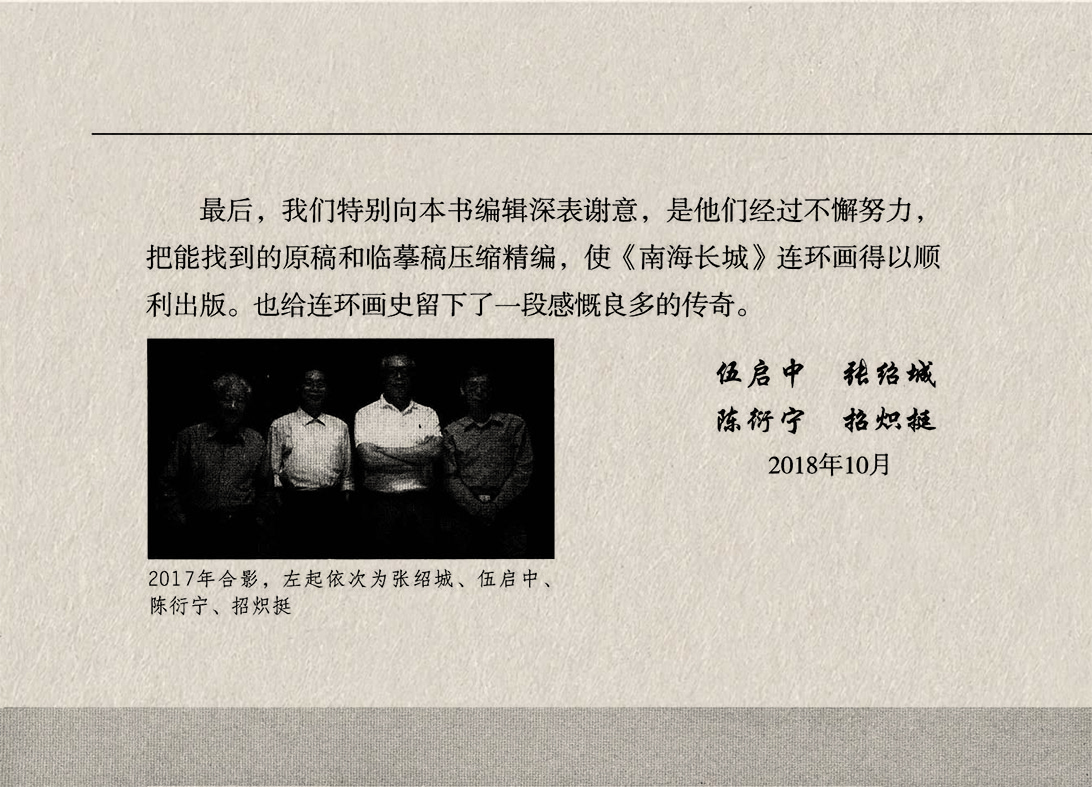 最后，我们特别向本书编辑深表谢意，是他们经过不懈努力，
把能找到的原稿和临摹稿压缩精编，使《南海长城》连环画得以顺
利出版。也给连环画史留下了一段感慨良多的传奇。
伍启中　张绍城
陈衍宁　招炽挺
2018年10月
2017年合影，左起依次为张绍城、伍启中、
陈衍宁、招炽挺